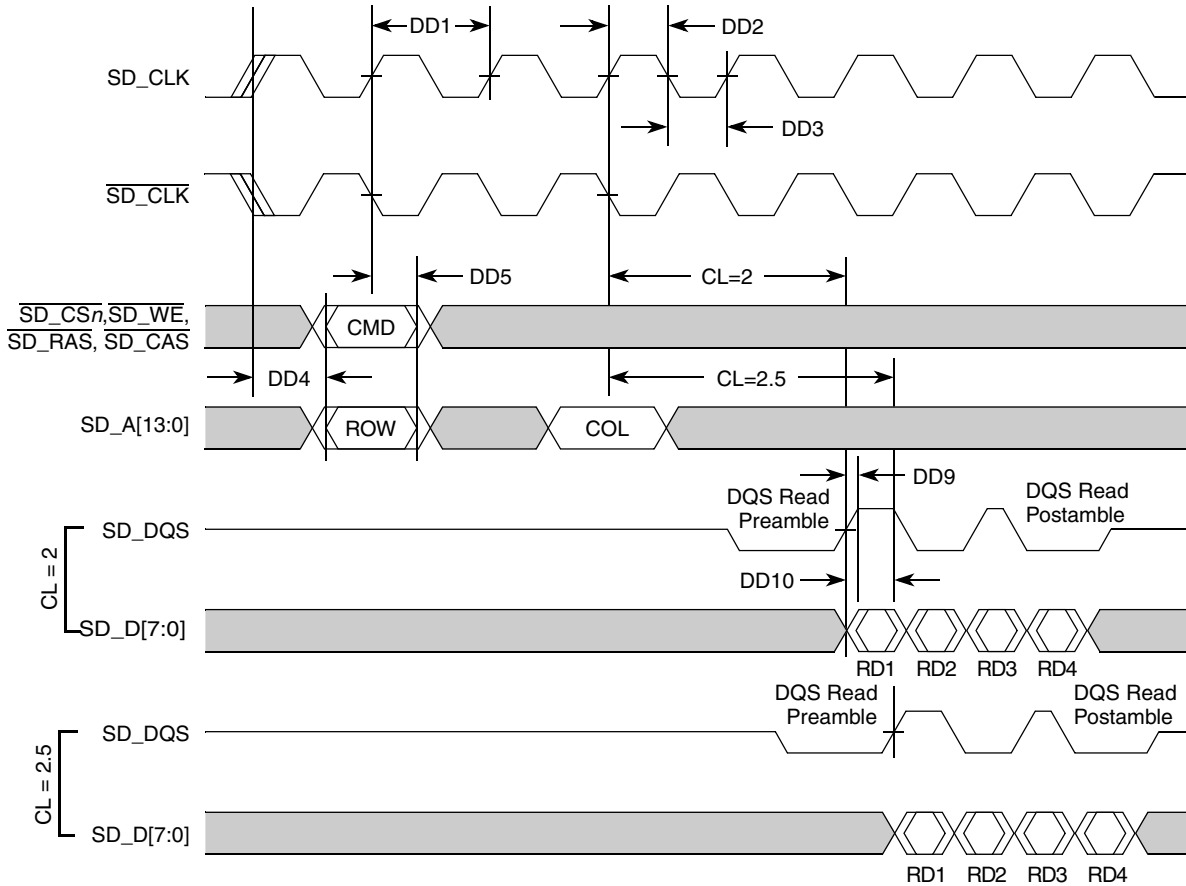 DD1
DD2
SD_CLK
DD3
SD_CLK
DD5
CL=2
SD_CSn,SD_WE,
SD_RAS, SD_CAS
CMD
DD4
CL=2.5
SD_A[13:0]
ROW
COL
DD9
DQS Read
Preamble
DQS Read
Postamble
SD_DQS
CL = 2
DD10
SD_D[7:0]
RD1
RD2
RD3
RD4
DQS Read
Preamble
DQS Read
Postamble
SD_DQS
CL = 2.5
SD_D[7:0]
RD1
RD2
RD3
RD4